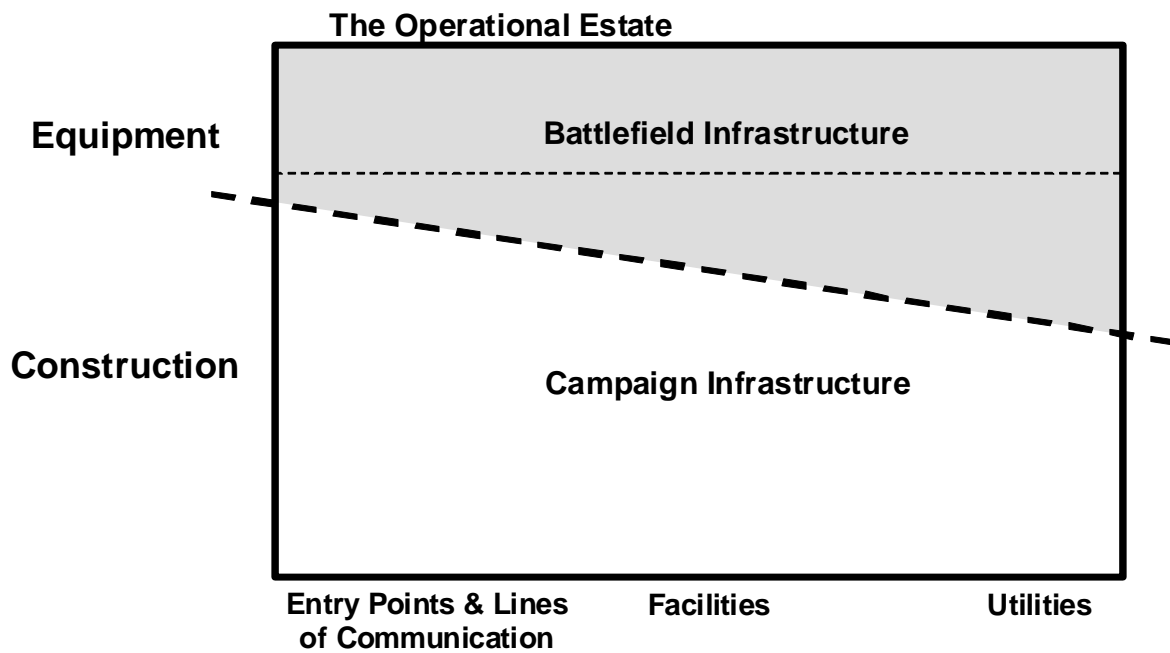 The Operational Estate
Equipment
Battlefield Infrastructure
Construction
Campaign Infrastructure
Entry Points & Lines
of Communication
Facilities
Utilities